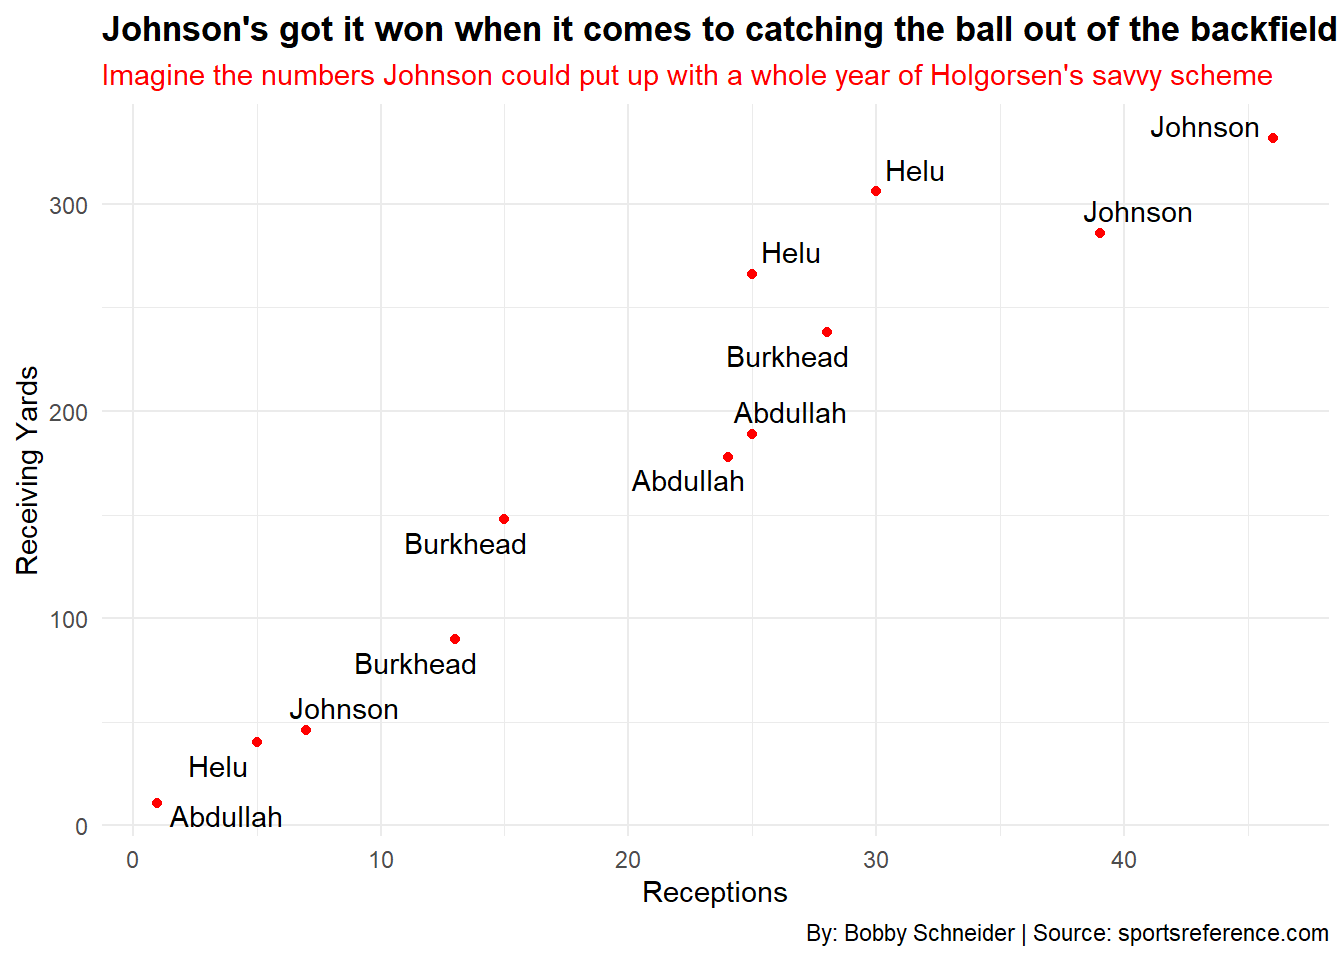 Johnson's got it won when it comes to catching the ball out of the backfield
Imagine the numbers Johnson could put up with a whole year of Holgorsen's savvy scheme
Johnson
Helu
300
Johnson
Helu
Burkhead
200
Abdullah
Abdullah
Burkhead
Receiving Yards
100
Burkhead
Johnson
Helu
Abdullah
0
0 10 20 30 40
Receptions
By: Bobby Schneider | Source: sportsreference.com